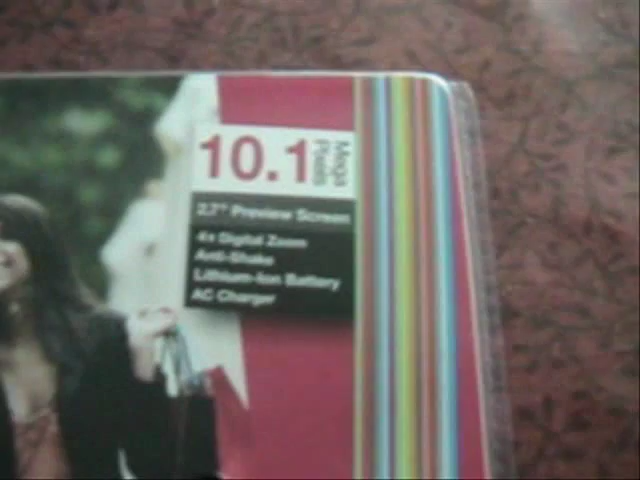 10.1 Mega Pixels
2.7" Preview Screen
4x Digital Zoom
Anti-Shake
Lithium-Ion Battery
AC Charger